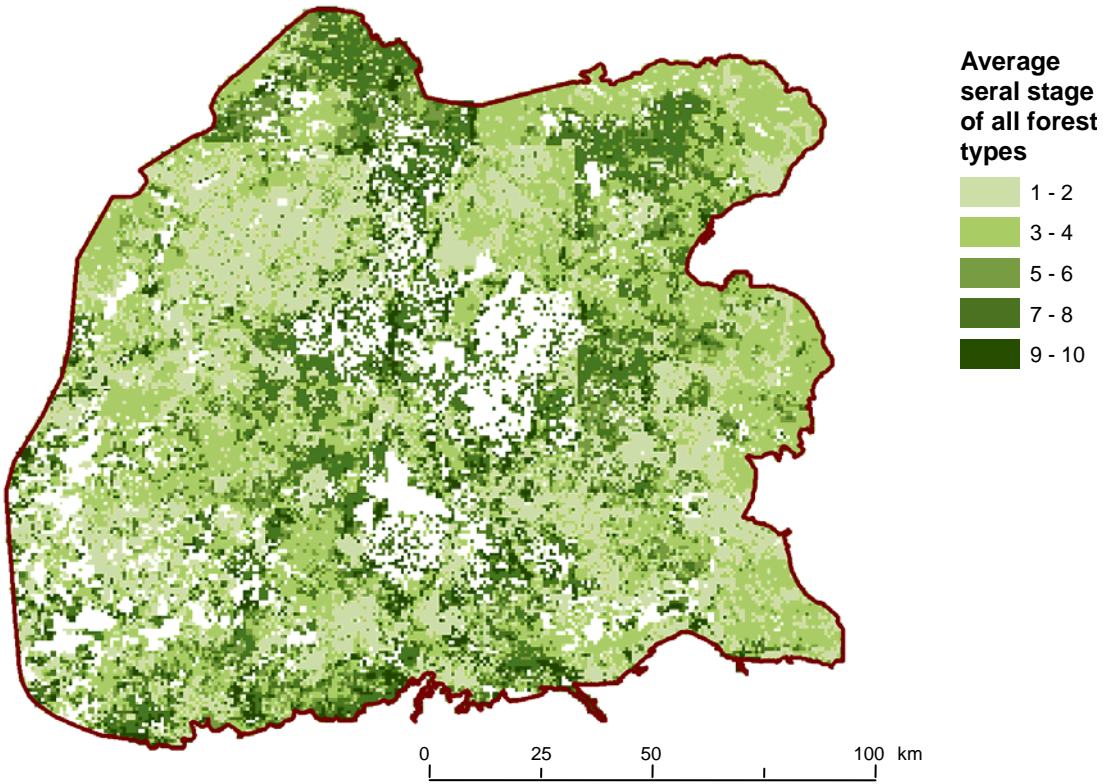 Average
seral stage
of all forest
types
1 - 2
3 - 4
5 - 6
7 - 8
9 - 10
0 25 50 100 km